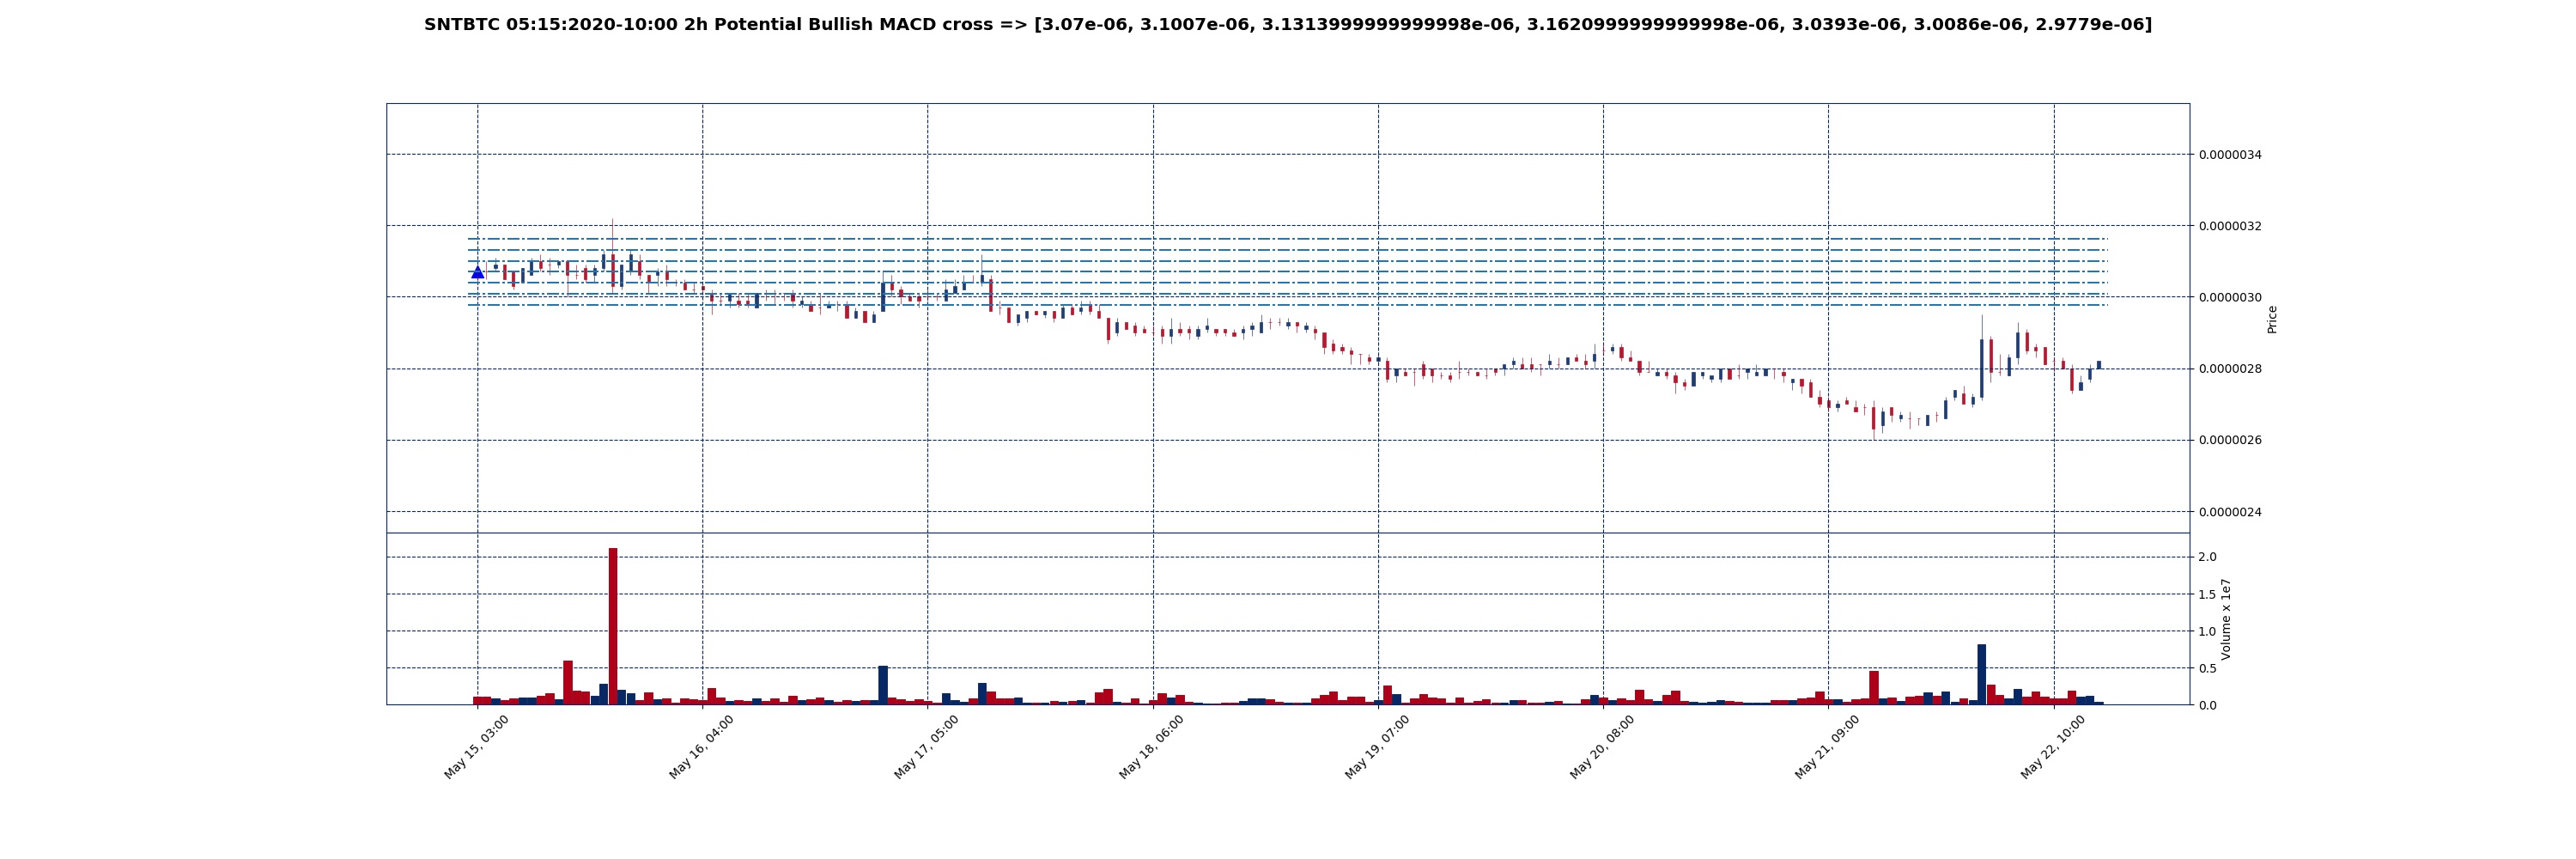 SNTBTC 05:15:2020-10:00 2h Potential Bullish MACD cross => [3.07e-06, 3.1007e-06, 3.1313999999999998e-06, 3.1620999999999998e-06, 3.0393e-06, 3.0086e-06, 2.9779e-06]
0.0000034
0.0000032
0.0000030
0.0000028
0.0000026
0.0000024
Price
2.0
1.5
1.0
0.5
0.0
Volume x 1e7
May 15, 03:00
May 16, 04:00
May 17, 05:00
May 18, 06:00
May 19, 07:00
May 20, 08:00
May 21, 09:00
May 22, 10:00